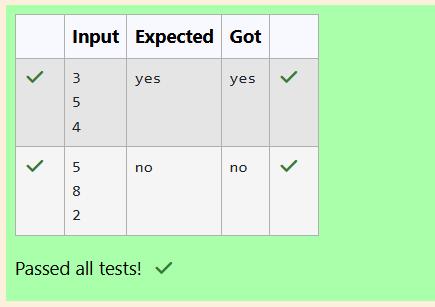 Input Expected Got
3 yes yes
5
4
5 no no
8
2
Passed all tests!